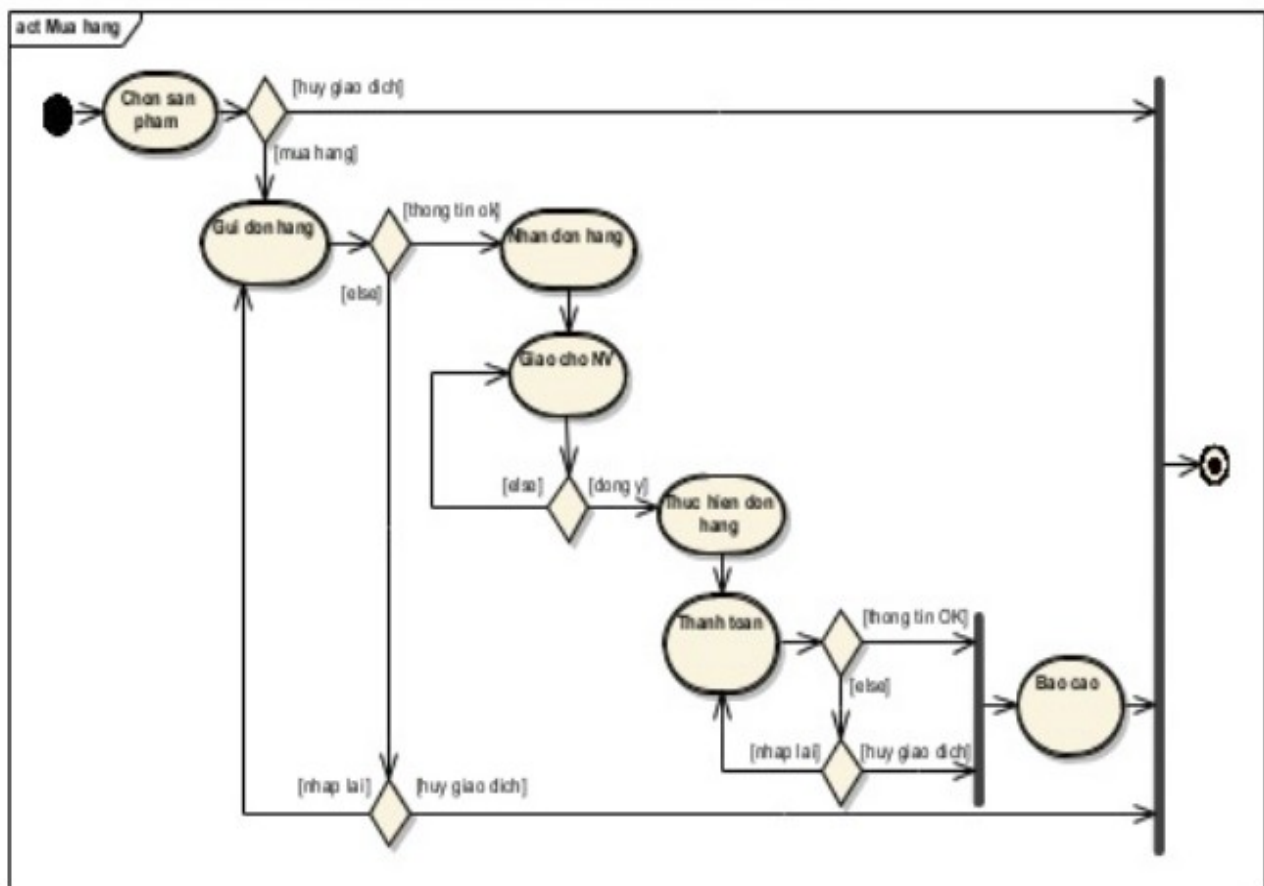 act Mua hang
[huy giao dich]
Chon san
pham
[mua hang]
[thong tin ok]
Gui don hang
Nhan don hang
[else]
Giao cho NV
[else]
[dong y]
Thuc hien don
hang
Thanh toan
[thong tin OK]
[else]
Bao cao
[nhap lai]
[huy giao dich]
[nhap lai]
[huy giao dich]